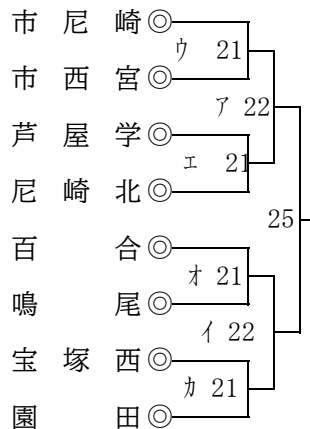 市尼崎◎
ウ 21
市西宮◎
ア 22
芦屋学◎
エ 21
尼崎北◎
25
百合◎
オ 21
鳴尾◎
イ 22
宝塚西◎
カ 21
園田◎